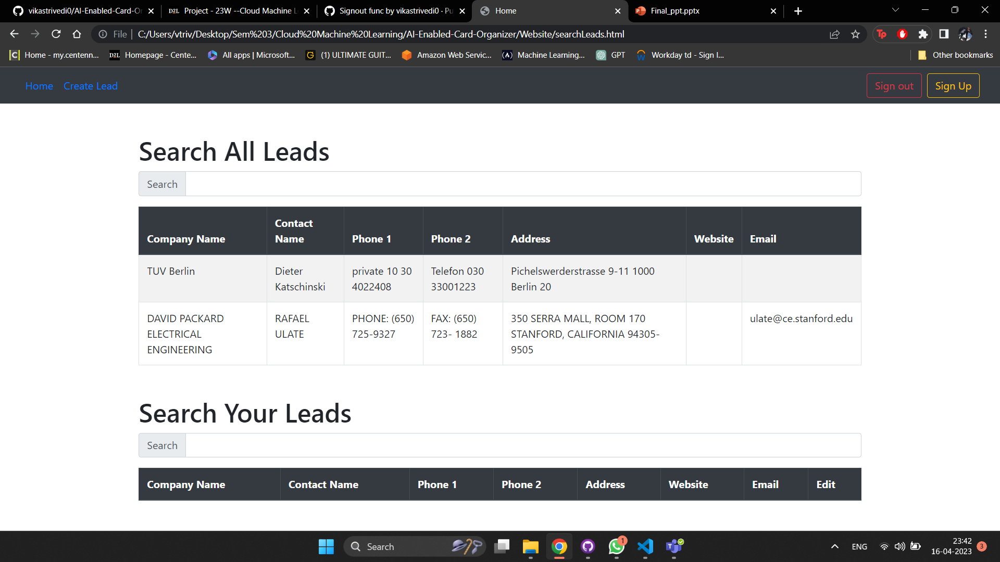 vikastrivedi0/AI-Enabled-Card-O
D2L Project - 23W --Cloud Machine L
Signout func by vikastrivedi0 · Pu
Home
Final_ppt.pptx
File
C:/Users/vtriv/Desktop/Sem%203/Cloud%20Machine%20Learning/AI-Enabled-Card-Organizer/Website/searchLeads.html
Home - my.centenn...
D2L Homepage - Cente...
All apps | Microsoft...
(1) ULTIMATE GUIT...
Amazon Web Servic...
Machine Learning...
GPT
Workday td - Sign I...
Other bookmarks
Home
Create Lead
Sign out
Sign Up
Search All Leads
Search
Company Name
Contact
Name
Phone 1
Phone 2
Address
Website
Email
TUV Berlin
Dieter
Katschinski
private 10 30
4022408
Telefon 030
33001223
Pichelswerderstrasse 9-11 1000
Berlin 20
DAVID PACKARD
ELECTRICAL
ENGINEERING
RAFAEL
ULATE
PHONE: (650)
725-9327
FAX: (650)
723- 1882
350 SERRA MALL, ROOM 170
STANFORD, CALIFORNIA 94305-
9505
ulate@ce.stanford.edu
Search Your Leads
Search
Company Name
Contact Name
Phone 1
Phone 2
Address
Website
Email
Edit
Search
1
ENG
23:42
16-04-2023
3